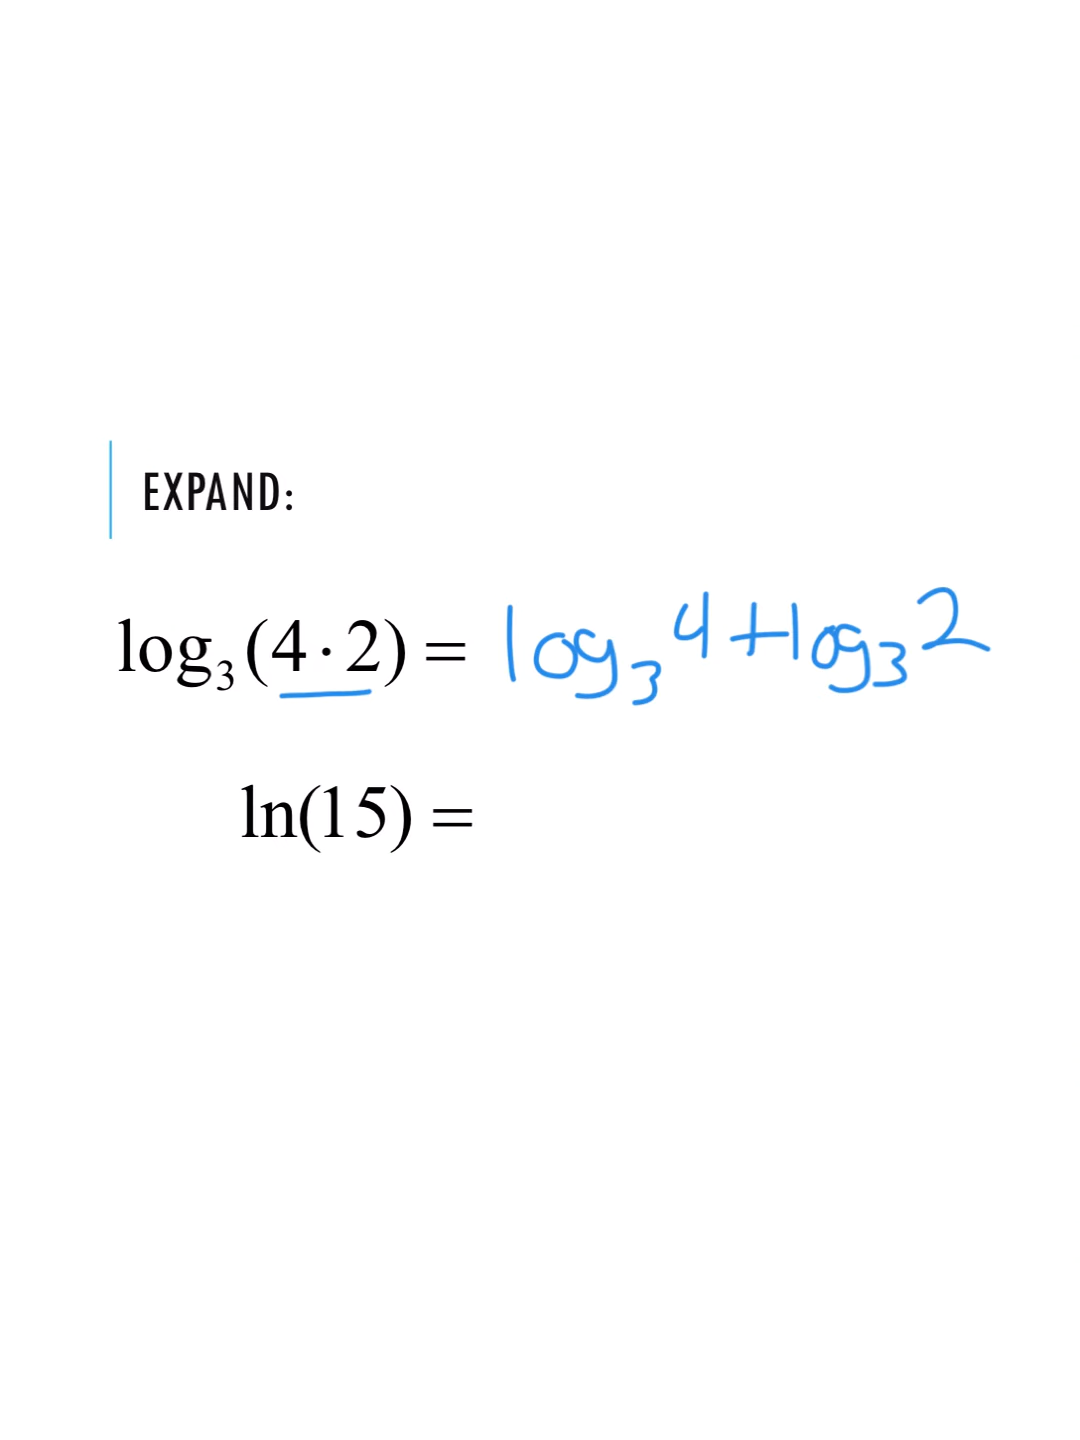 EXPAND:
log₃(4·2) = log₃4+log₃2
ln(15) =